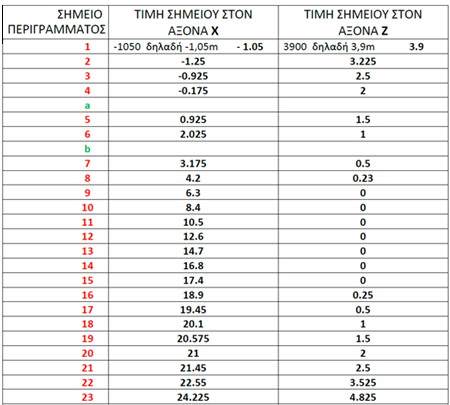 ΣΗΜΕΙΟ ΠΕΡΙΓΡΑΜΜΑΤΟΣ ΤΙΜΗ ΣΗΜΕΙΟΥ ΣΤΟΝ ΑΞΟΝΑ X ΤΙΜΗ ΣΗΜΕΙΟΥ ΣΤΟΝ ΑΞΟΝΑ Z
1 -1050 δηλαδή -1,05m - 1.05 3900 δηλαδή 3,9m 3.9
2 -1.25 3.225
3 -0.925 2.5
4 -0.175 2
a
5 0.925 1.5
6 2.025 1
b
7 3.175 0.5
8 4.2 0.23
9 6.3 0
10 8.4 0
11 10.5 0
12 12.6 0
13 14.7 0
14 16.8 0
15 17.4 0
16 18.9 0.25
17 19.45 0.5
18 20.1 1
19 20.575 1.5
20 21 2
21 21.45 2.5
22 22.55 3.525
23 24.225 4.825